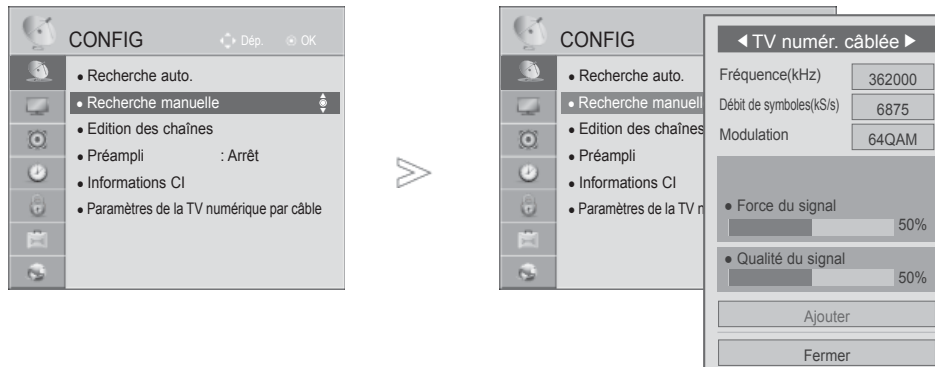 CONFIG
Dép. OK
• Recherche auto.
• Recherche manuelle
• Edition des chaînes
• Préampli : Arrêt
• Informations CI
• Paramètres de la TV numérique par câble
CONFIG
• Recherche auto.
• Recherche manuell
• Edition des chaînes
• Préampli
• Informations CI
• Paramètres de la TV n
◀ TV numér. câblée ▶
Fréquence(kHz) 362000
Débit de symboles(kS/s) 6875
Modulation 64QAM
• Force du signal
50%
• Qualité du signal
50%
Ajouter
Fermer